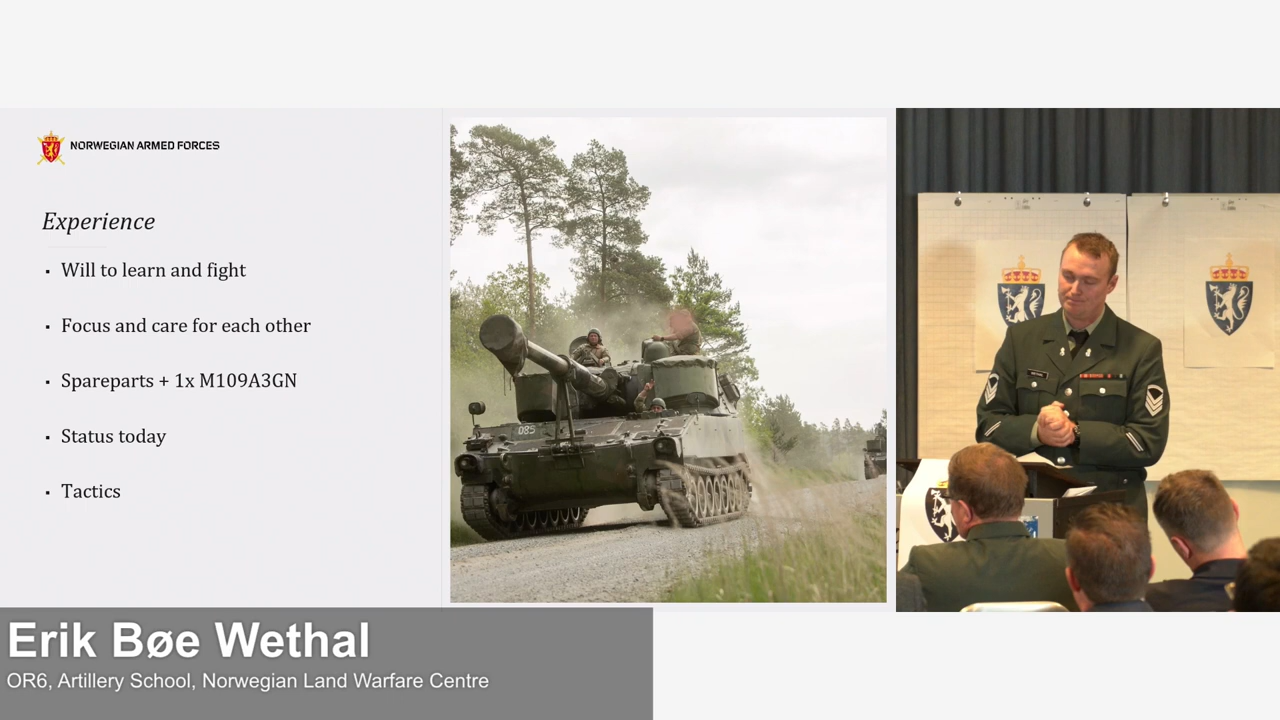 NORWEGIAN ARMED FORCES
Experience
▪ Will to learn and fight
▪ Focus and care for each other
▪ Spareparts + 1x M109A3GN
▪ Status today
▪ Tactics
085
Erik Bøe Wethal
OR6, Artillery School, Norwegian Land Warfare Centre